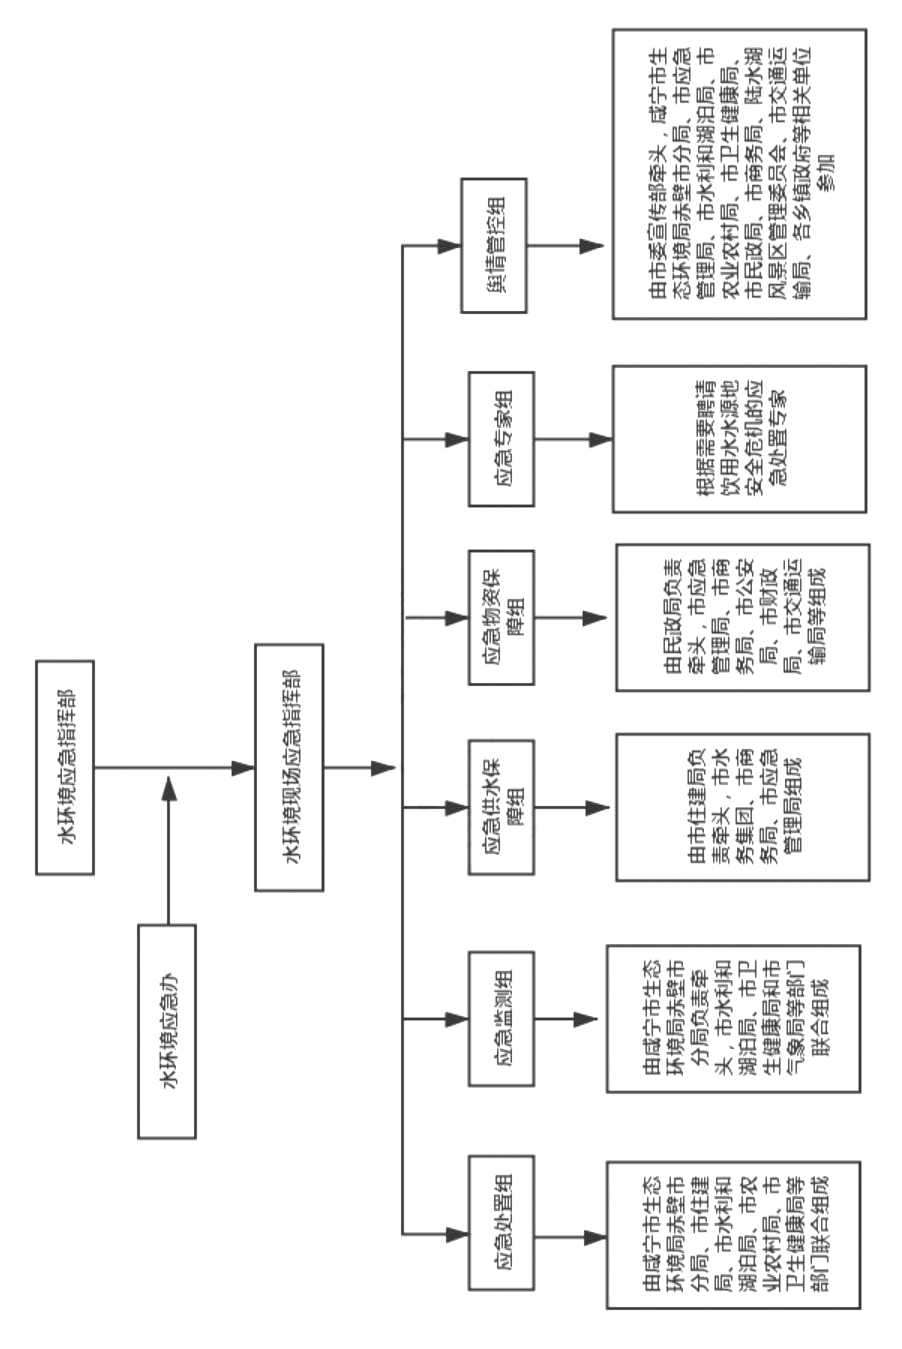 水环境应急指挥部
水环境应急办
水环境现场应急指挥部
应急处置组
应急监测组
应急供水保
障组
应急物资保
障组
应急专家组
舆情管控组
由咸宁市生态
环境局赤壁市
分局、市住建
局、市水利和
湖泊局、市农
业农村局、市
卫生健康局等
部门联合组成
由咸宁市生态
环境局赤壁市
分局负责牵
头，市水利和
湖泊局、市卫
生健康局和市
气象局等部门
联合组成
由市住建局负
责牵头，市水
务集团、市商
务局、市应急
管理局组成
由民政局负责
牵头，市应急
管理局、市商
务局、市公安
局、市财政
局、市交通运
输局等组成
根据需要聘请
饮用水水源地
安全危机的应
急处置专家
由市委宣传部牵头，咸宁市生
态环境局赤壁市分局、市应急
管理局、市水利和湖泊局、市
农业农村局、市卫生健康局、
市民政局、市商务局、陆水湖
风景区管理委员会、市交通运
输局、各乡镇政府等相关单位
参加